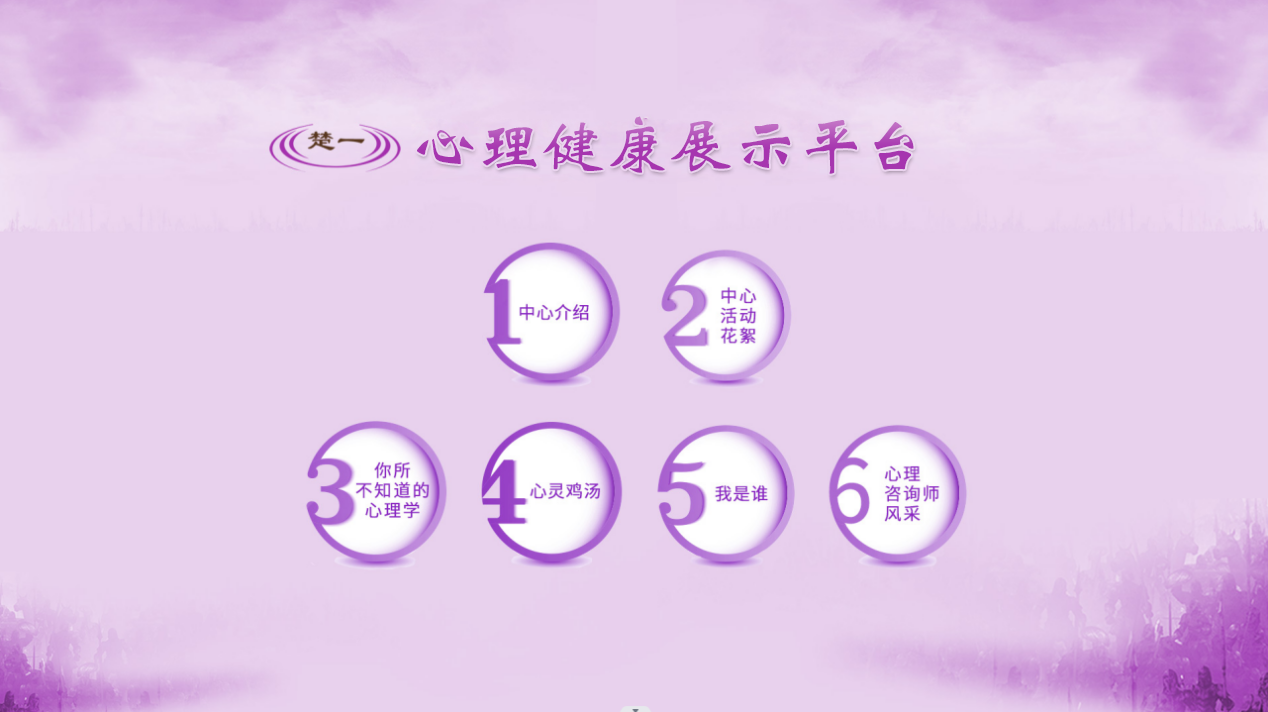 楚一
心理健康展示平台
1
中心介绍
2
中心
活动
花絮
3
你所
不知道的
心理学
4
心灵鸡汤
5
我是谁
6
心理
咨询师
风采